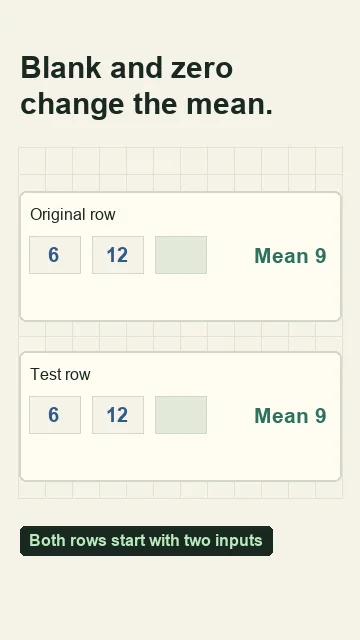 Blank and zero
change the mean.
Original row
6 12 Mean 9
Test row
6 12 Mean 9
Both rows start with two inputs